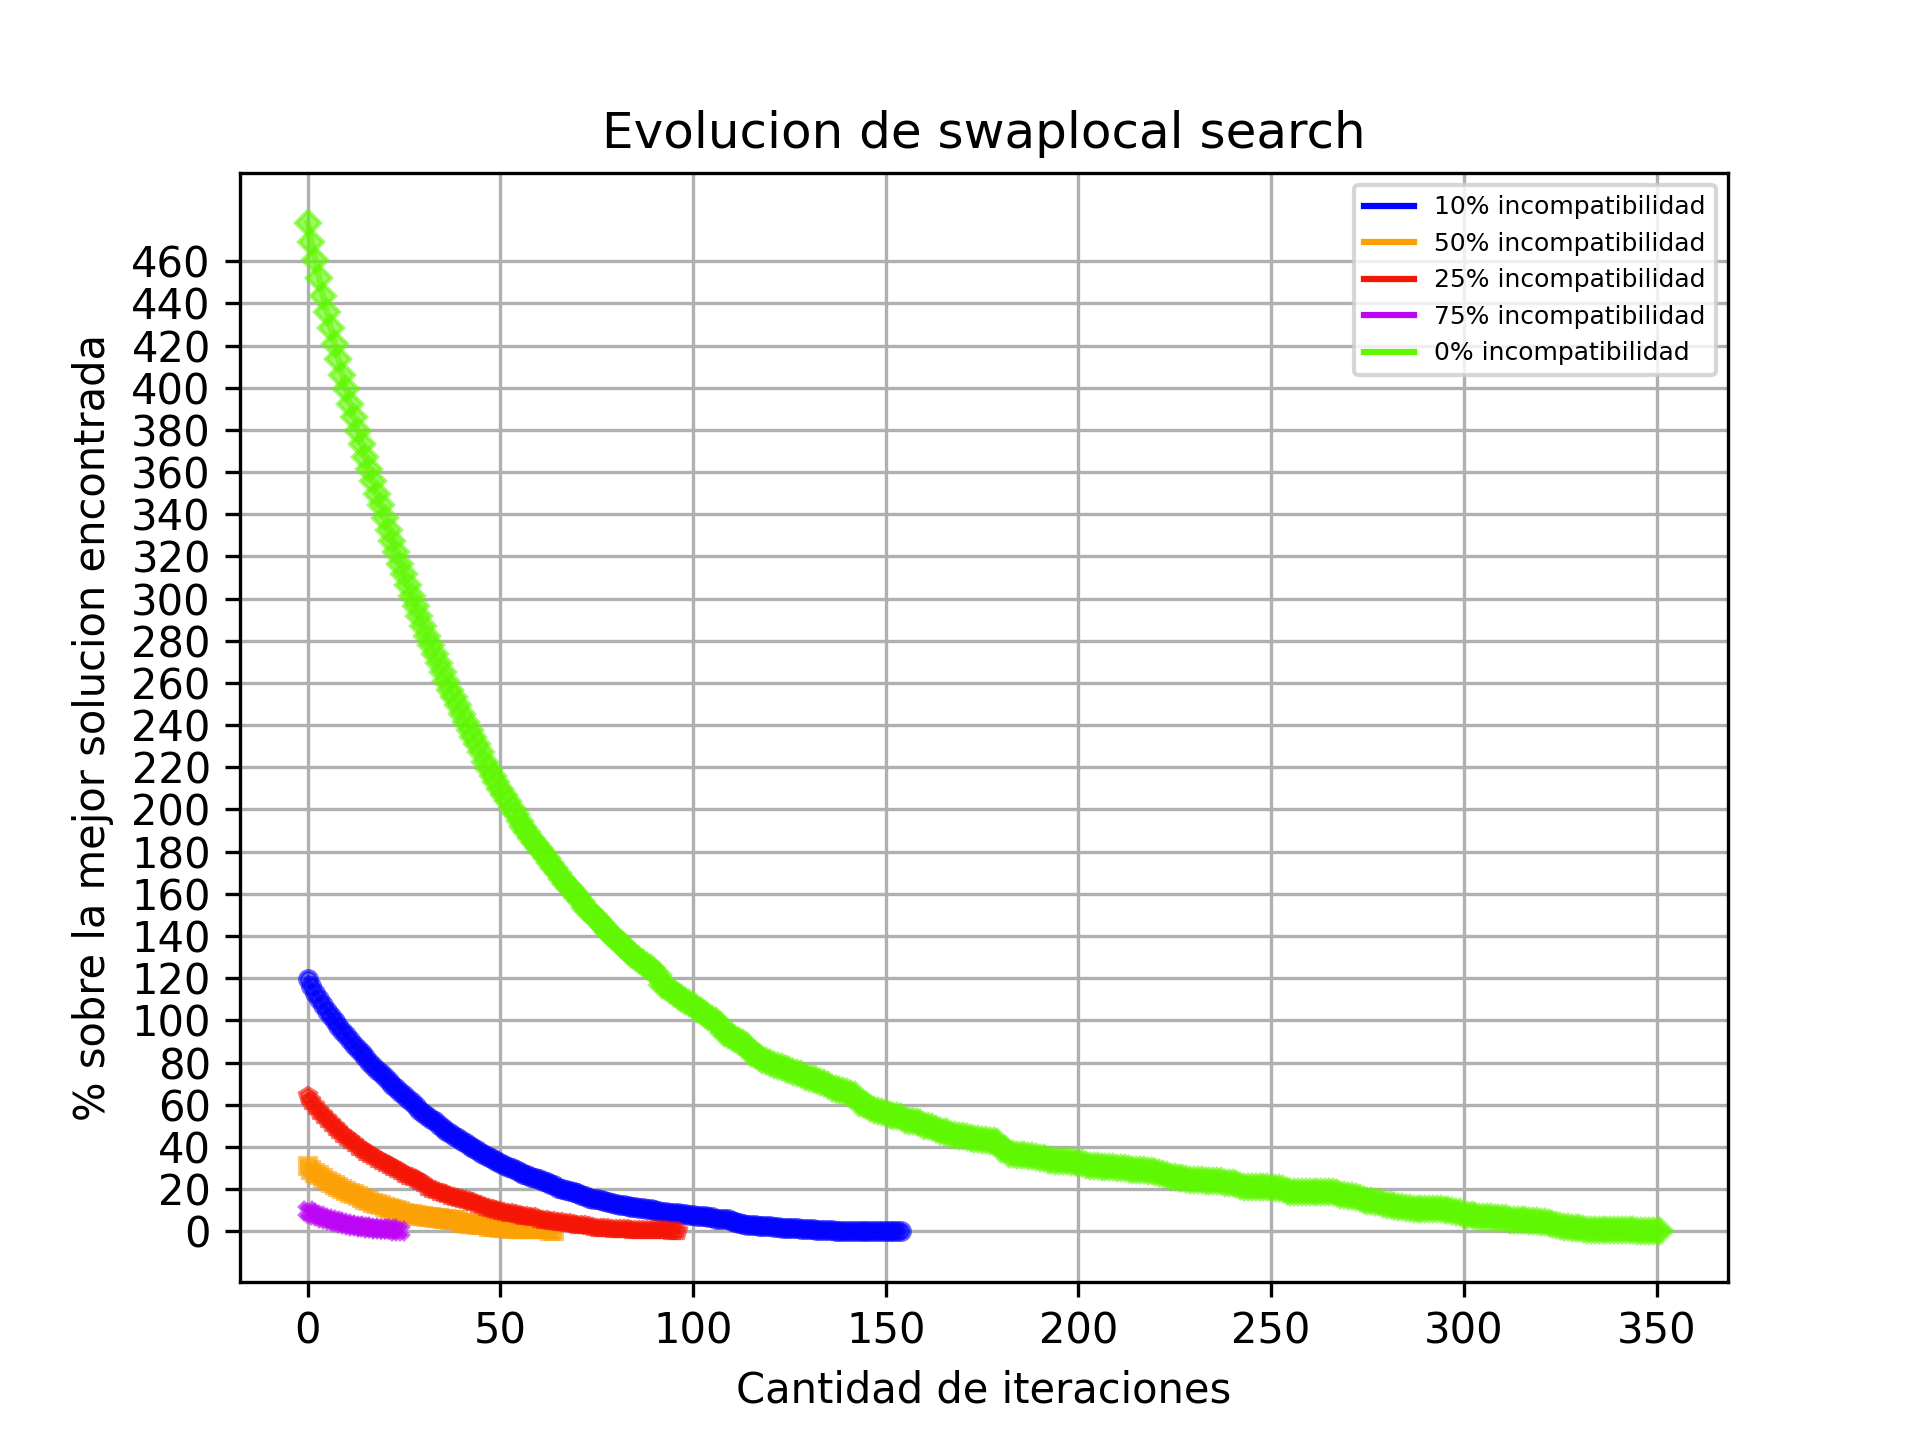 Evolucion de swaplocal search
10% incompatibilidad
50% incompatibilidad
25% incompatibilidad
75% incompatibilidad
0% incompatibilidad
% sobre la mejor solucion encontrada
460
440
420
400
380
360
340
320
300
280
260
240
220
200
180
160
140
120
100
80
60
40
20
0
0 50 100 150 200 250 300 350
Cantidad de iteraciones